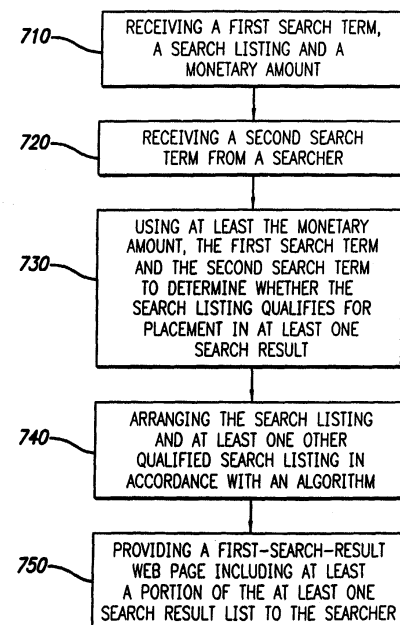 710
RECEIVING A FIRST SEARCH TERM,
A SEARCH LISTING AND A
MONETARY AMOUNT
720
RECEIVING A SECOND SEARCH
TERM FROM A SEARCHER
730
USING AT LEAST THE MONETARY
AMOUNT, THE FIRST SEARCH TERM
AND THE SECOND SEARCH TERM
TO DETERMINE WHETHER THE
SEARCH LISTING QUALIFIES FOR
PLACEMENT IN AT LEAST ONE
SEARCH RESULT
740
ARRANGING THE SEARCH LISTING
AND AT LEAST ONE OTHER
QUALIFIED SEARCH LISTING IN
ACCORDANCE WITH AN ALGORITHM
750
PROVIDING A FIRST-SEARCH-RESULT
WEB PAGE INCLUDING AT LEAST
A PORTION OF THE AT LEAST ONE
SEARCH RESULT LIST TO THE SEARCHER